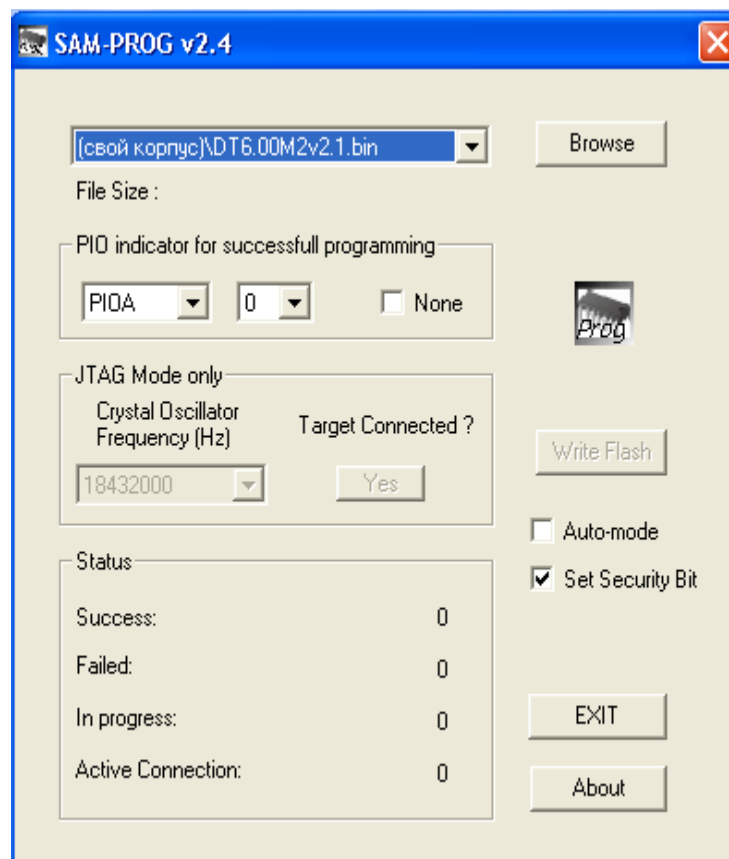 SAM-PROG v2.4
(свой корпус)\DT6.00M2v2.1.bin
Browse
File Size :
PIO indicator for successfull programming
PIOA
0
None
Prog
JTAG Mode only
Crystal Oscillator
Frequency (Hz)
Target Connected ?
18432000
Yes
Write Flash
Auto-mode
Set Security Bit
Status
Success: 0
Failed: 0
In progress: 0
Active Connection: 0
EXIT
About